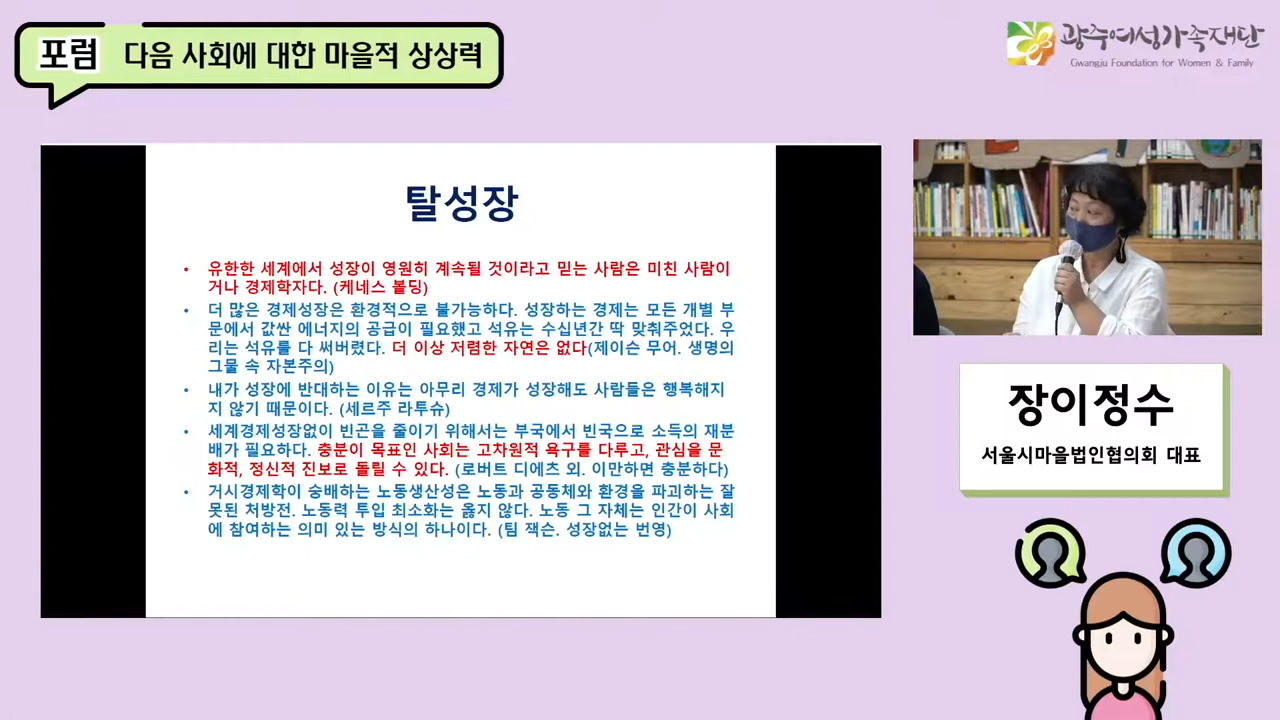 포럼 다음 사회에 대한 마을적 상상력
광주여성가족재단
Gwangju Foundation for Women & Family
탈성장
• 유한한 세계에서 성장이 영원히 계속될 것이라고 믿는 사람은 미친 사람이
거나 경제학자다. (케네스 볼딩)
• 더 많은 경제성장은 환경적으로 불가능하다. 성장하는 경제는 모든 개별 부
문에서 값싼 에너지의 공급이 필요했고 석유는 수십년간 딱 맞춰주었다. 우
리는 석유를 다 써버렸다. 더 이상 저렴한 자연은 없다(제이슨 무어. 생명의
그물 속 자본주의)
• 내가 성장에 반대하는 이유는 아무리 경제가 성장해도 사람들은 행복해지
지 않기 때문이다. (세르주 라투슈)
• 세계경제성장없이 빈곤을 줄이기 위해서는 부국에서 빈국으로 소득의 재분
배가 필요하다. 충분이 목표인 사회는 고차원적 욕구를 다루고, 관심을 문
화적, 정신적 진보로 돌릴 수 있다. (로버트 디에츠 외. 이만하면 충분하다)
• 거시경제학이 숭배하는 노동생산성은 노동과 공동체와 환경을 파괴하는 잘
못된 처방전. 노동력 투입 최소화는 옳지 않다. 노동 그 자체는 인간이 사회
에 참여하는 의미 있는 방식의 하나이다. (팀 잭슨. 성장없는 번영)
장이정수
서울시마을법인협의회 대표